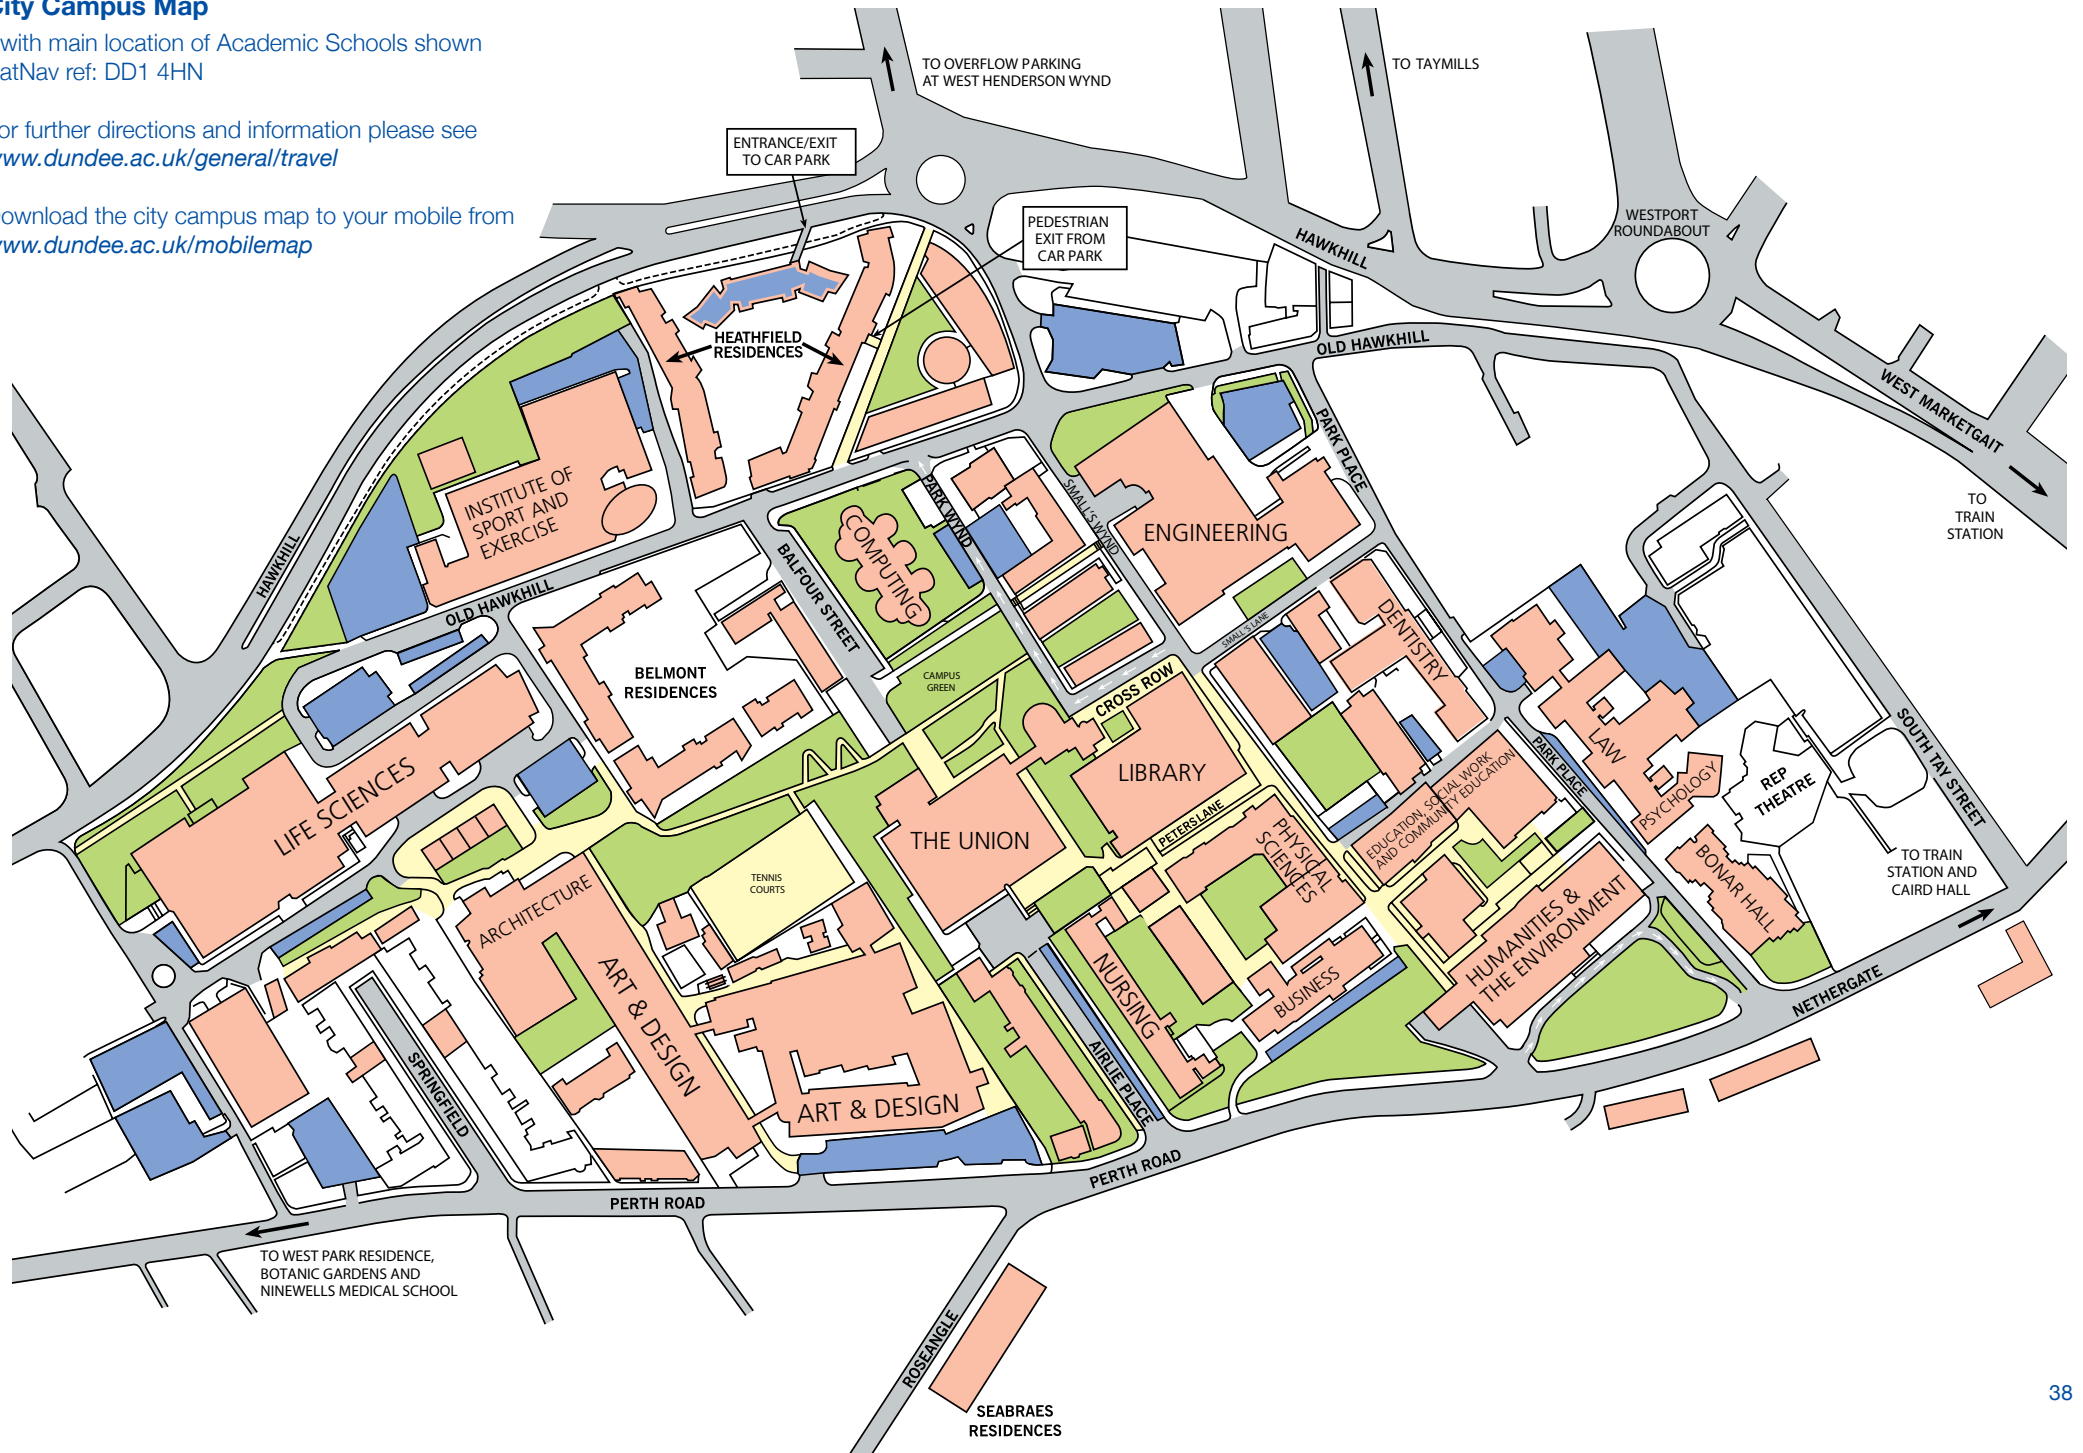 City Campus Map
with main location of Academic Schools shown
atNav ref: DD1 4HN
or further directions and information please see
www.dundee.ac.uk/general/travel
ownload the city campus map to your mobile from
www.dundee.ac.uk/mobilemap
TO OVERFLOW PARKING
AT WEST HENDERSON WYND
TO TAYMILLS
ENTRANCE/EXIT
TO CAR PARK
PEDESTRIAN
EXIT FROM
CAR PARK
WESTPORT
ROUNDABOUT
HAWKHILL
OLD HAWKHILL
WEST MARKETGAIT
TO
TRAIN
STATION
HEATHFIELD
RESIDENCES
PARK PLACE
INSTITUTE OF
SPORT AND
EXERCISE
HAWKHILL
OLD HAWKHILL
BALFOUR STREET
COMPUTING
PARK WYND
SMALL'S WYND
ENGINEERING
SMALL'S LANE
DENTISTRY
BELMONT
RESIDENCES
CAMPUS
GREEN
CROSS ROW
LIBRARY
THE UNION
PETERS LANE
PHYSICAL
SCIENCES
EDUCATION, SOCIAL WORK
AND COMMUNITY EDUCATION
PARK PLACE
LAW
PSYCHOLOGY
REP
THEATRE
SOUTH TAY STREET
BONAR HALL
TO TRAIN
STATION AND
CAIRD HALL
LIFE SCIENCES
TENNIS
COURTS
ARCHITECTURE
ART & DESIGN
ART & DESIGN
NURSING
BUSINESS
HUMANITIES &
THE ENVIRONMENT
NETHERGATE
AIRLIE PLACE
SPRINGFIELD
PERTH ROAD
PERTH ROAD
TO WEST PARK RESIDENCE,
BOTANIC GARDENS AND
NINEWELLS MEDICAL SCHOOL
ROSEANGLE
SEABRAES
RESIDENCES
38